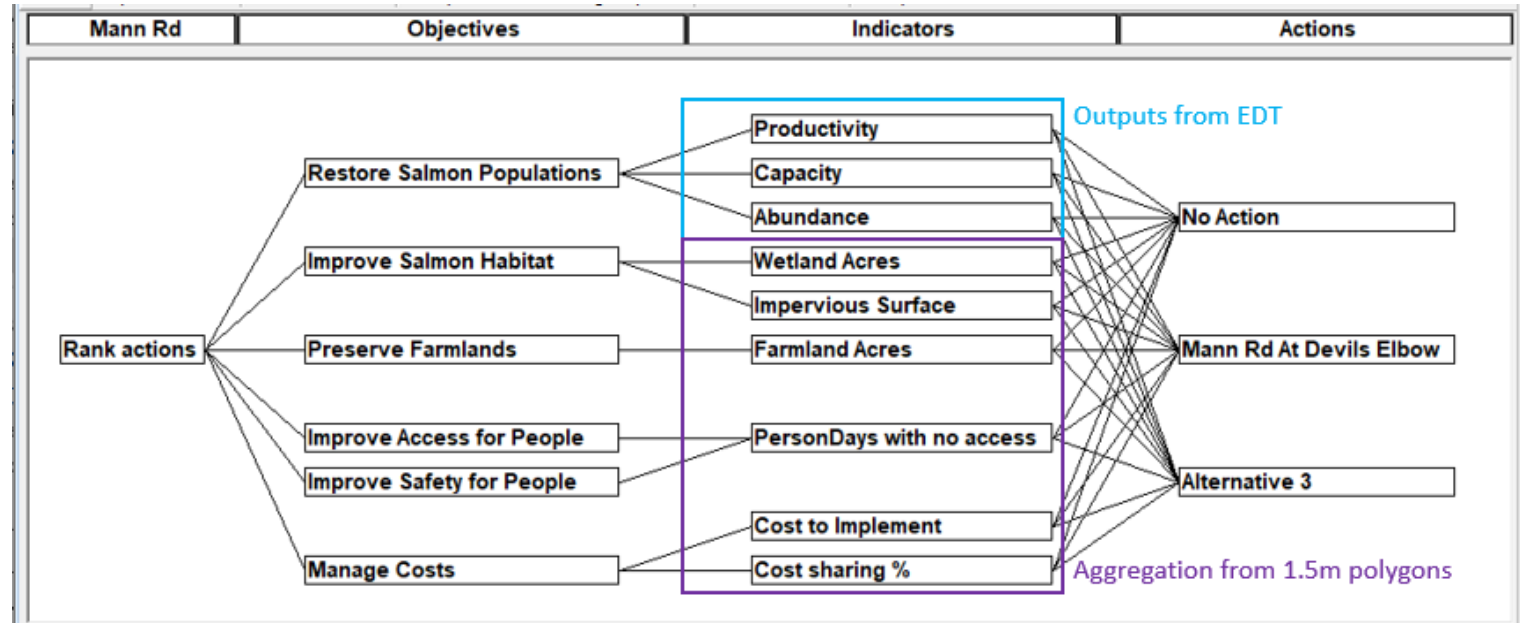 Mann Rd
Objectives
Indicators
Actions
Outputs from EDT
Productivity
Restore Salmon Populations
Capacity
Abundance
No Action
Improve Salmon Habitat
Wetland Acres
Impervious Surface
Rank actions
Preserve Farmlands
Farmland Acres
Mann Rd At Devils Elbow
Improve Access for People
PersonDays with no access
Improve Safety for People
Alternative 3
Cost to Implement
Manage Costs
Cost sharing %
Aggregation from 1.5m polygons